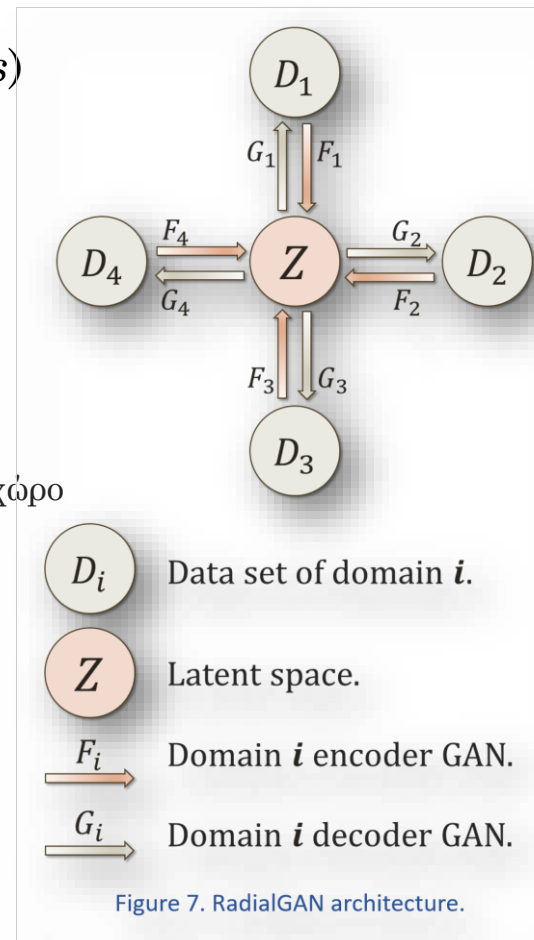 s)
D₁
G₁ F₁
F₄ G₂
D₄ Z D₂
G₄ F₂
F₃ G₃
D₃
χώρο
Dᵢ Data set of domain i.
Z Latent space.
Fᵢ Domain i encoder GAN.
Gᵢ Domain i decoder GAN.
Figure 7. RadialGAN architecture.